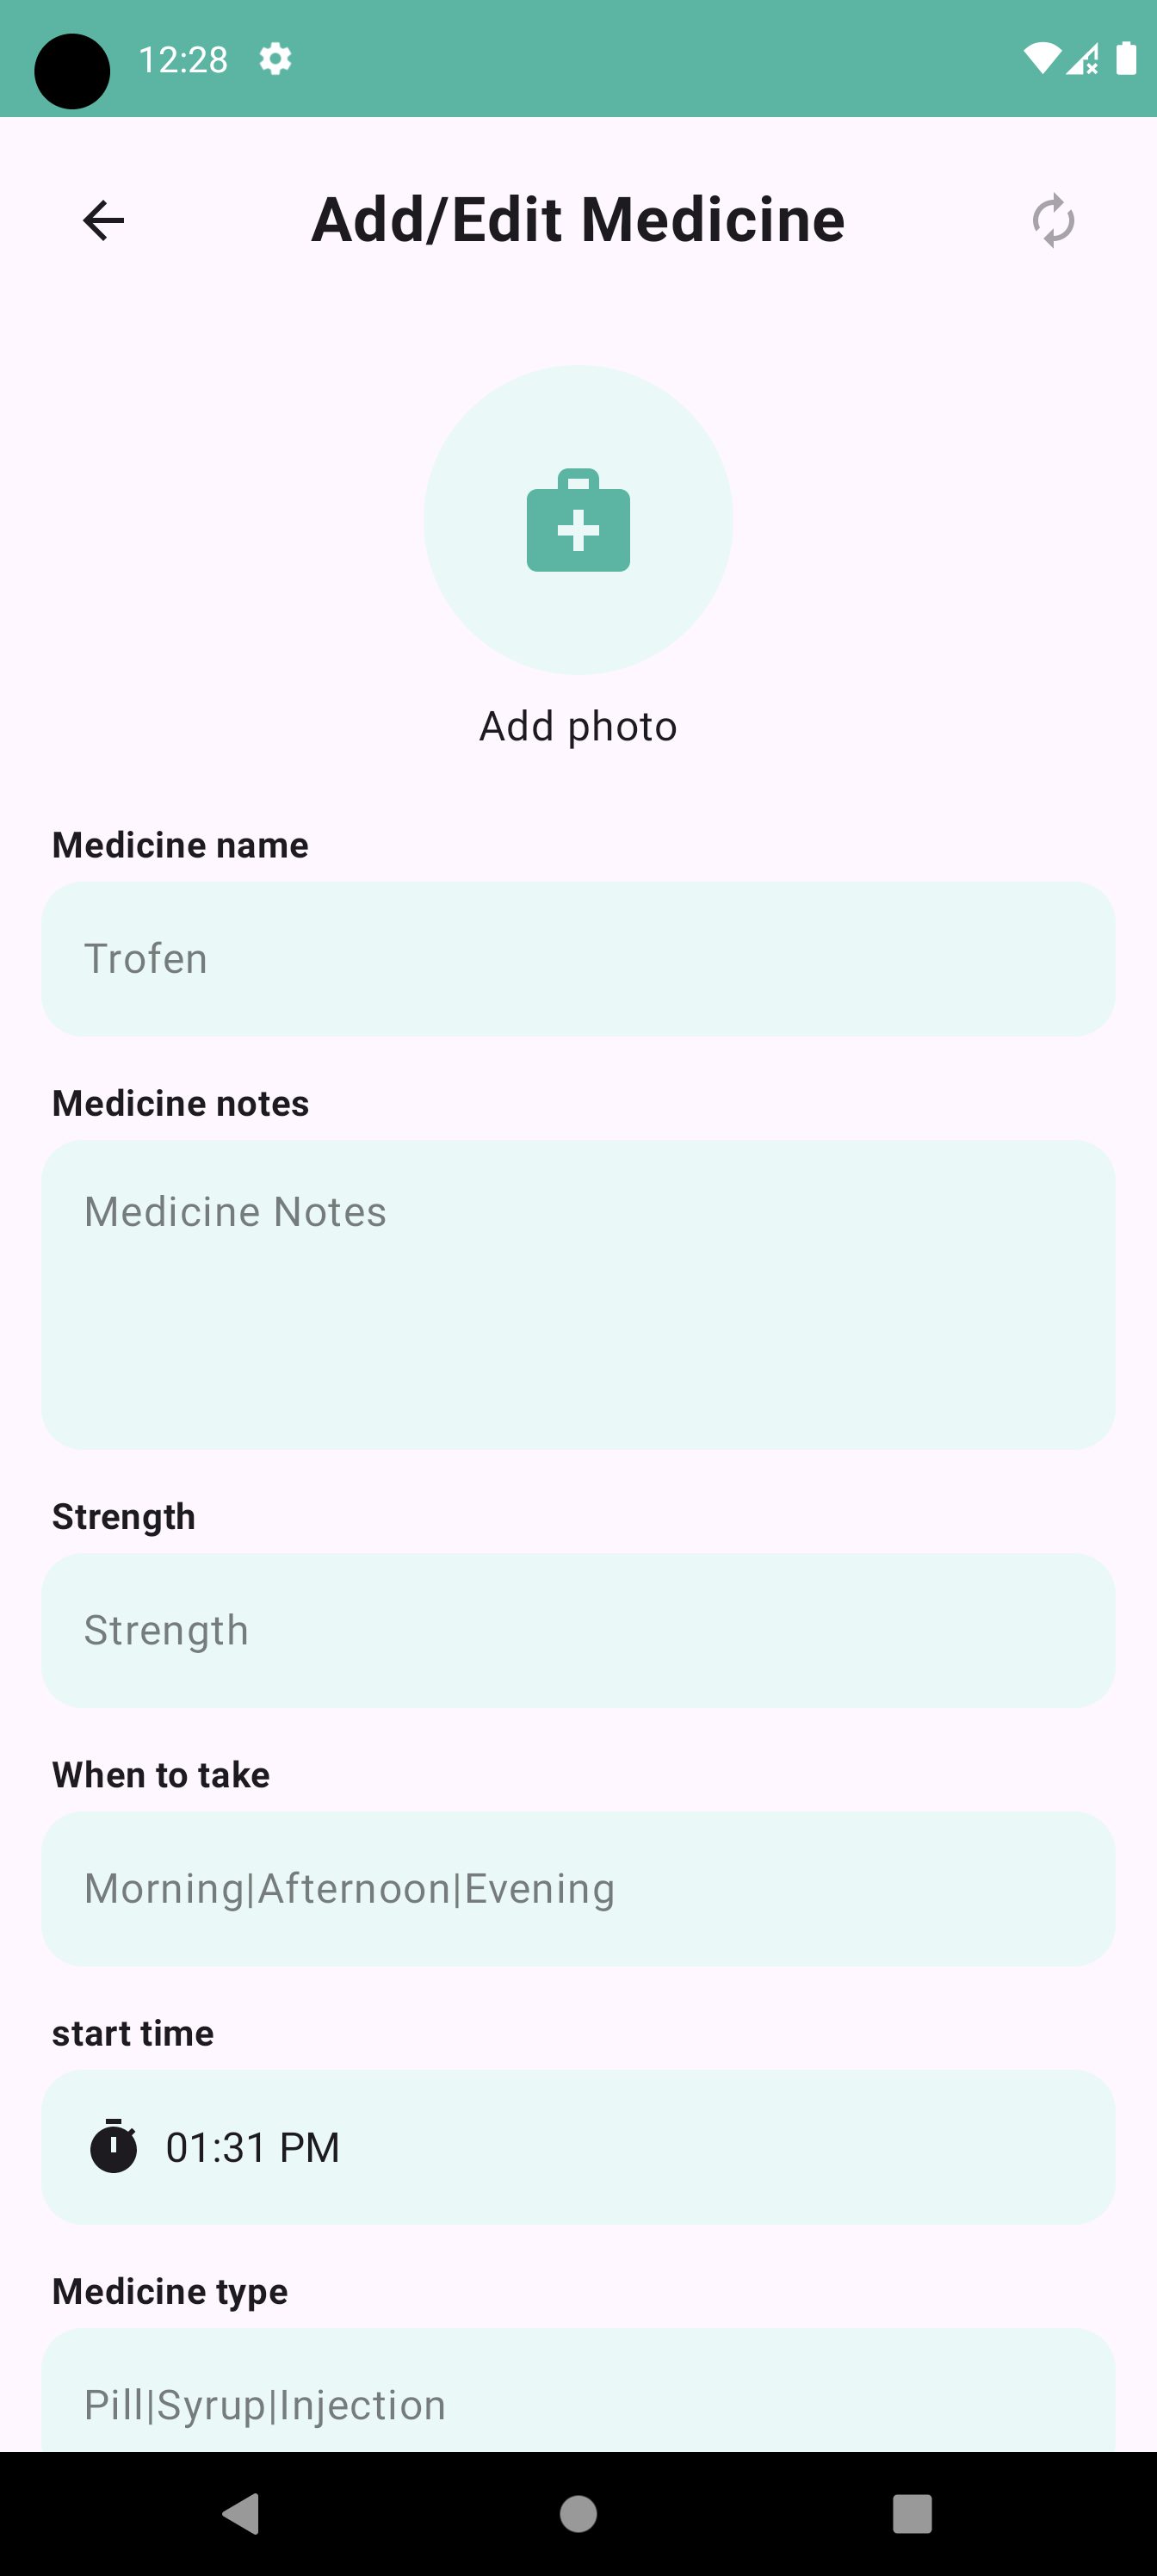 12:28
Add/Edit Medicine
Add photo
Medicine name
Trofen
Medicine notes
Medicine Notes
Strength
Strength
When to take
Morning|Afternoon|Evening
start time
01:31 PM
Medicine type
Pill|Syrup|Injection